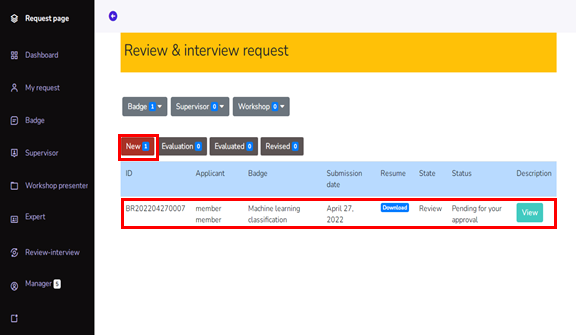 Request page
Dashboard
My request
Badge
Supervisor
Workshop presenter
Expert
Review-interview
Manager 5
Review & interview request
Badge 1 Supervisor 0 Workshop 0
New 1 Evaluation 0 Evaluated 0 Revised 0
ID Applicant Badge Submission date Resume State Status Description
BR202204270007 member member Machine learning classification April 27, 2022 Download Review Pending for your approval View